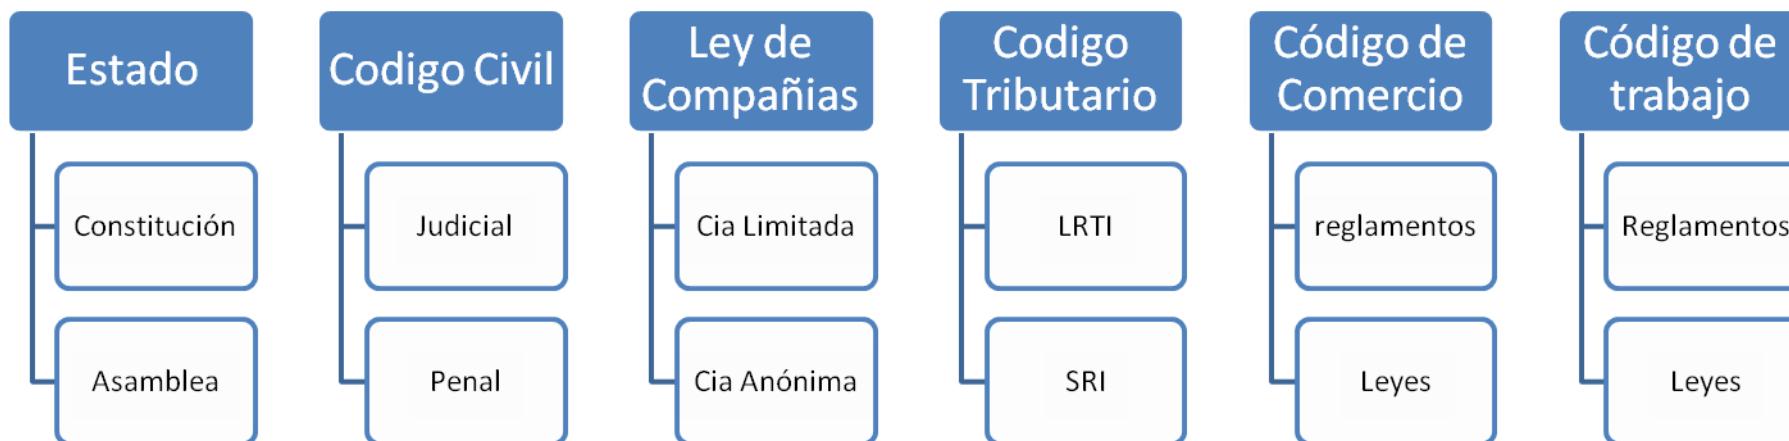 Estado
Codigo Civil
Ley de
Compañias
Codigo
Tributario
Código de
Comercio
Código de
trabajo
Constitución
Judicial
Cia Limitada
LRTI
reglamentos
Reglamentos
Asamblea
Penal
Cia Anónima
SRI
Leyes
Leyes